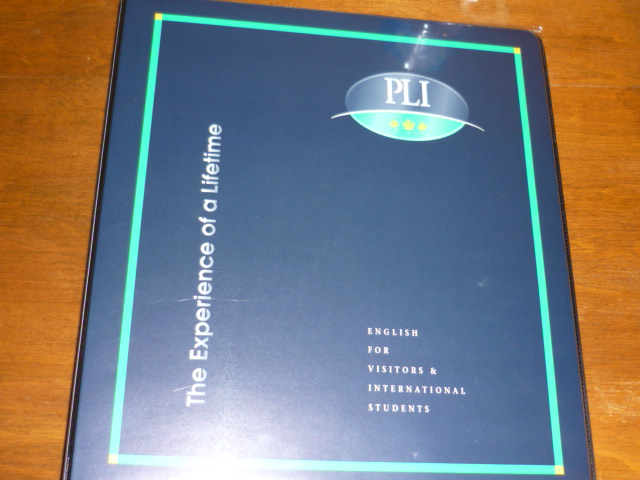 PLI
The Experience of a Lifetime
ENGLISH
FOR
VISITORS &
INTERNATIONAL
STUDENTS